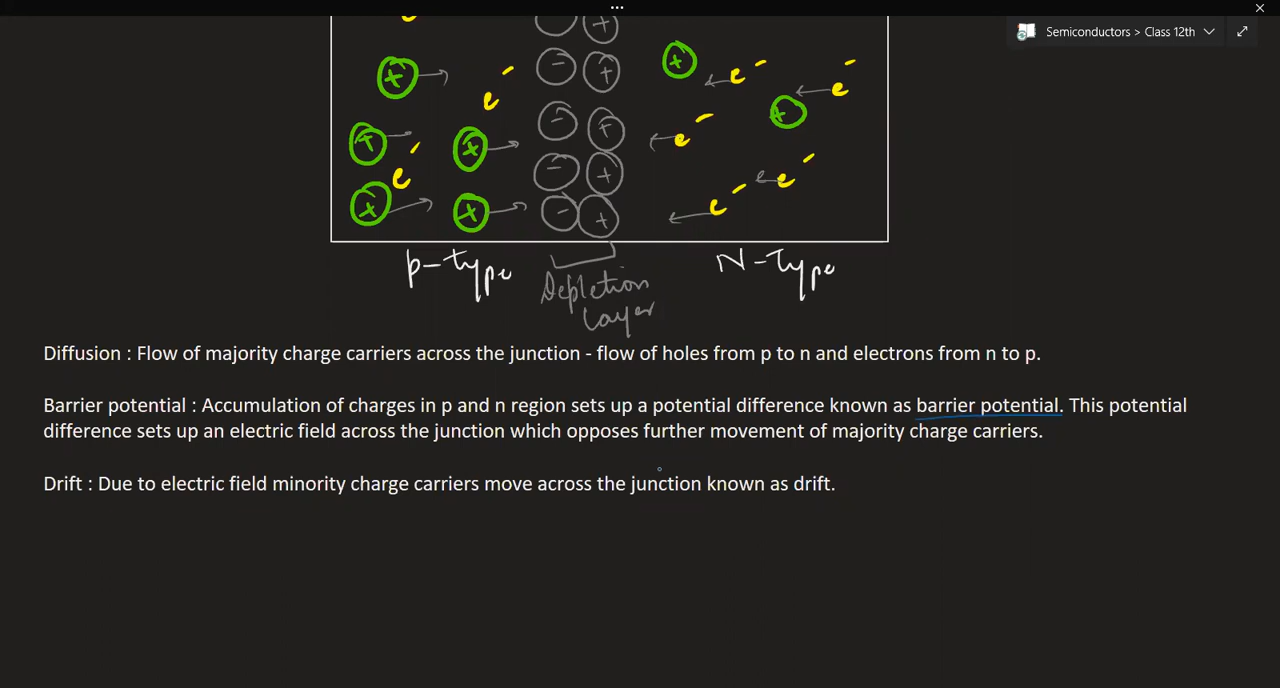 Semiconductors > Class 12th
e
+
-
+
+
e-
-
+
+
e-
e-
+
+
e-
-
+
e-
+
e-
-
+
e-
+
+
-
+
e-
p-type
Depletion
Layer
N-type
Diffusion : Flow of majority charge carriers across the junction - flow of holes from p to n and electrons from n to p.
Barrier potential : Accumulation of charges in p and n region sets up a potential difference known as barrier potential. This potential
difference sets up an electric field across the junction which opposes further movement of majority charge carriers.
Drift : Due to electric field minority charge carriers move across the junction known as drift.